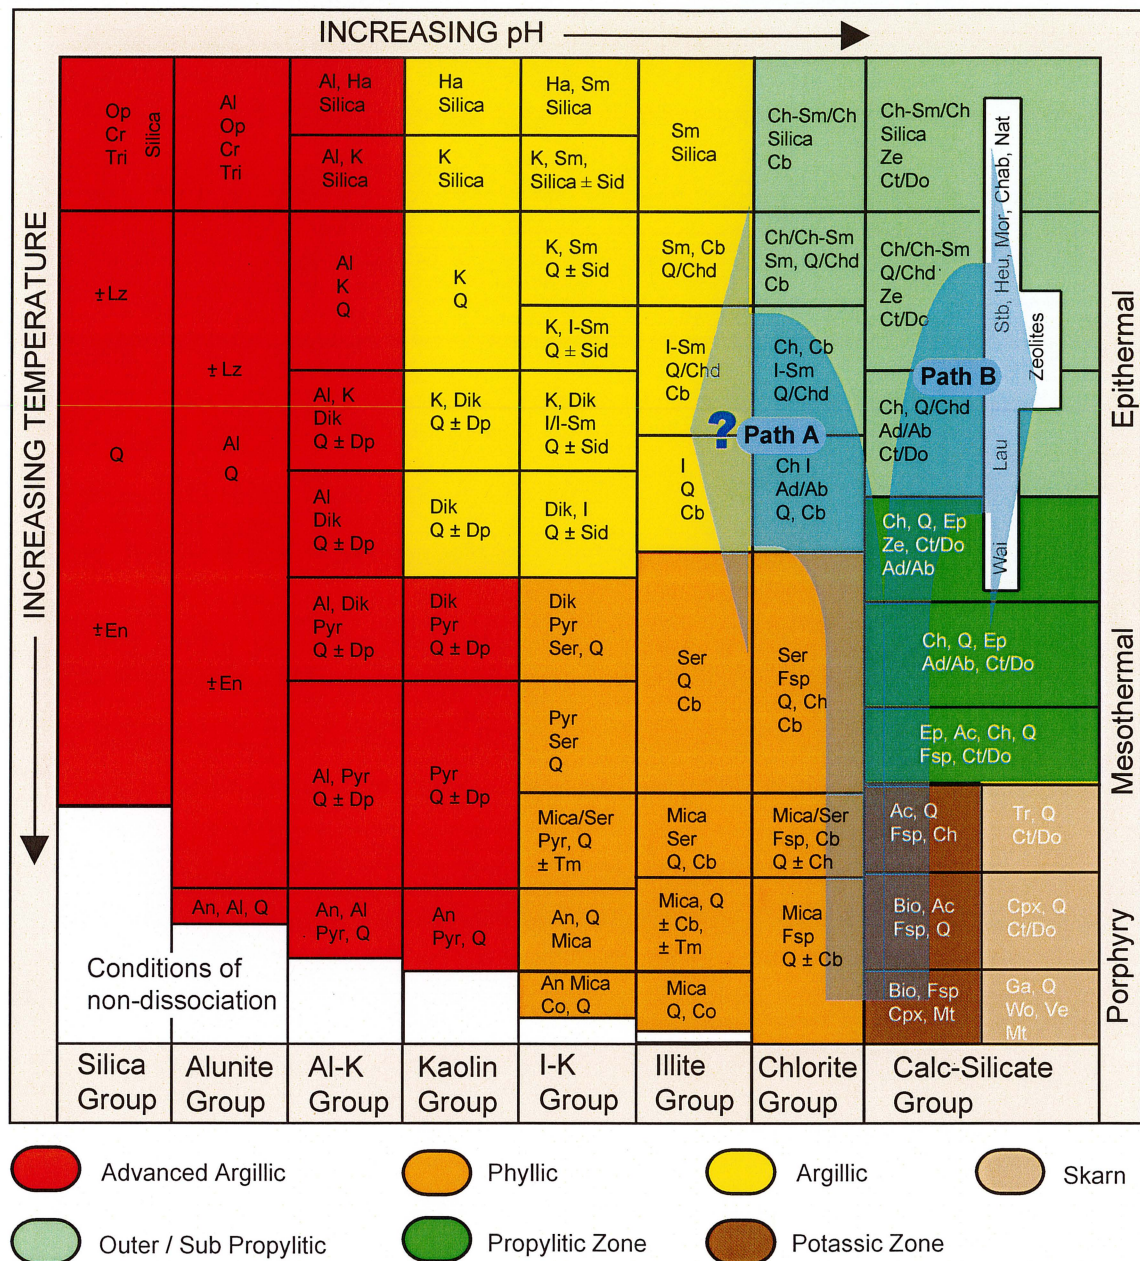 INCREASING pH
INCREASING TEMPERATURE
Op
Cr
Tri
Silica
± Lz
Q
± En
Al
Op
Cr
Tri
± Lz
Al
Q
± En
An, Al, Q
Conditions of
non-dissociation
Al, Ha
Silica
Al, K
Silica
Al
K
Q
Al, K
Dik
Q ± Dp
Al
Dik
Q ± Dp
Al, Dik
Pyr
Q ± Dp
Al, Pyr
Q ± Dp
An, Al
Pyr, Q
Ha
Silica
K
Silica
K
Q
K, Dik
Q ± Dp
Dik
Q ± Dp
Dik
Pyr
Q ± Dp
Pyr
Q ± Dp
An
Pyr, Q
Ha, Sm
Silica
K, Sm,
Silica ± Sid
K, Sm
Q ± Sid
K, I-Sm
Q ± Sid
K, Dik
I/I-Sm
Q ± Sid
Dik, I
Q ± Sid
Dik
Pyr
Ser, Q
Pyr
Ser
Q
Mica/Ser
Pyr, Q
± Tm
An, Q
Mica
An Mica
Co, Q
Sm
Silica
Sm, Cb
Q/Chd
I-Sm
Q/Chd
Cb
I
Q
Cb
Ser
Q
Cb
Mica
Ser
Q, Cb
Mica, Q
± Cb,
± Tm
Mica
Q, Co
Ch-Sm/Ch
Silica
Cb
Ch/Ch-Sm
Sm, Q/Chd
Cb
Ch, Cb
I-Sm
Q/Chd
? Path A
Ch I
Ad/Ab
Q, Cb
Ser
Fsp
Q, Ch
Cb
Mica/Ser
Fsp, Cb
Q ± Ch
Mica
Fsp
Q ± Cb
Ch-Sm/Ch
Silica
Ze
Ct/Do
Ch/Ch-Sm
Q/Chd
Ze
Ct/Do
Path B
Ch, Q/Chd
Ad/Ab
Ct/Do
Ch, Q, Ep
Ze, Ct/Do
Ad/Ab
Ch, Q, Ep
Ad/Ab, Ct/Do
Ep, Ac, Ch, Q
Fsp, Ct/Do
Ac, Q
Fsp, Ch
Bio, Ac
Fsp, Q
Bio, Fsp
Cpx, Mt
Tr, Q
Ct/Do
Cpx, Q
Ct/Do
Ga, Q
Wo, Ve
Mt
Stb, Heu, Mor, Chab, Nat
Lau
Wai
Zeolites
Epithermal
Mesothermal
Porphyry
Silica
Group
Alunite
Group
Al-K
Group
Kaolin
Group
I-K
Group
Illite
Group
Chlorite
Group
Calc-Silicate
Group
Advanced Argillic
Phyllic
Argillic
Skarn
Outer / Sub Propylitic
Propylitic Zone
Potassic Zone